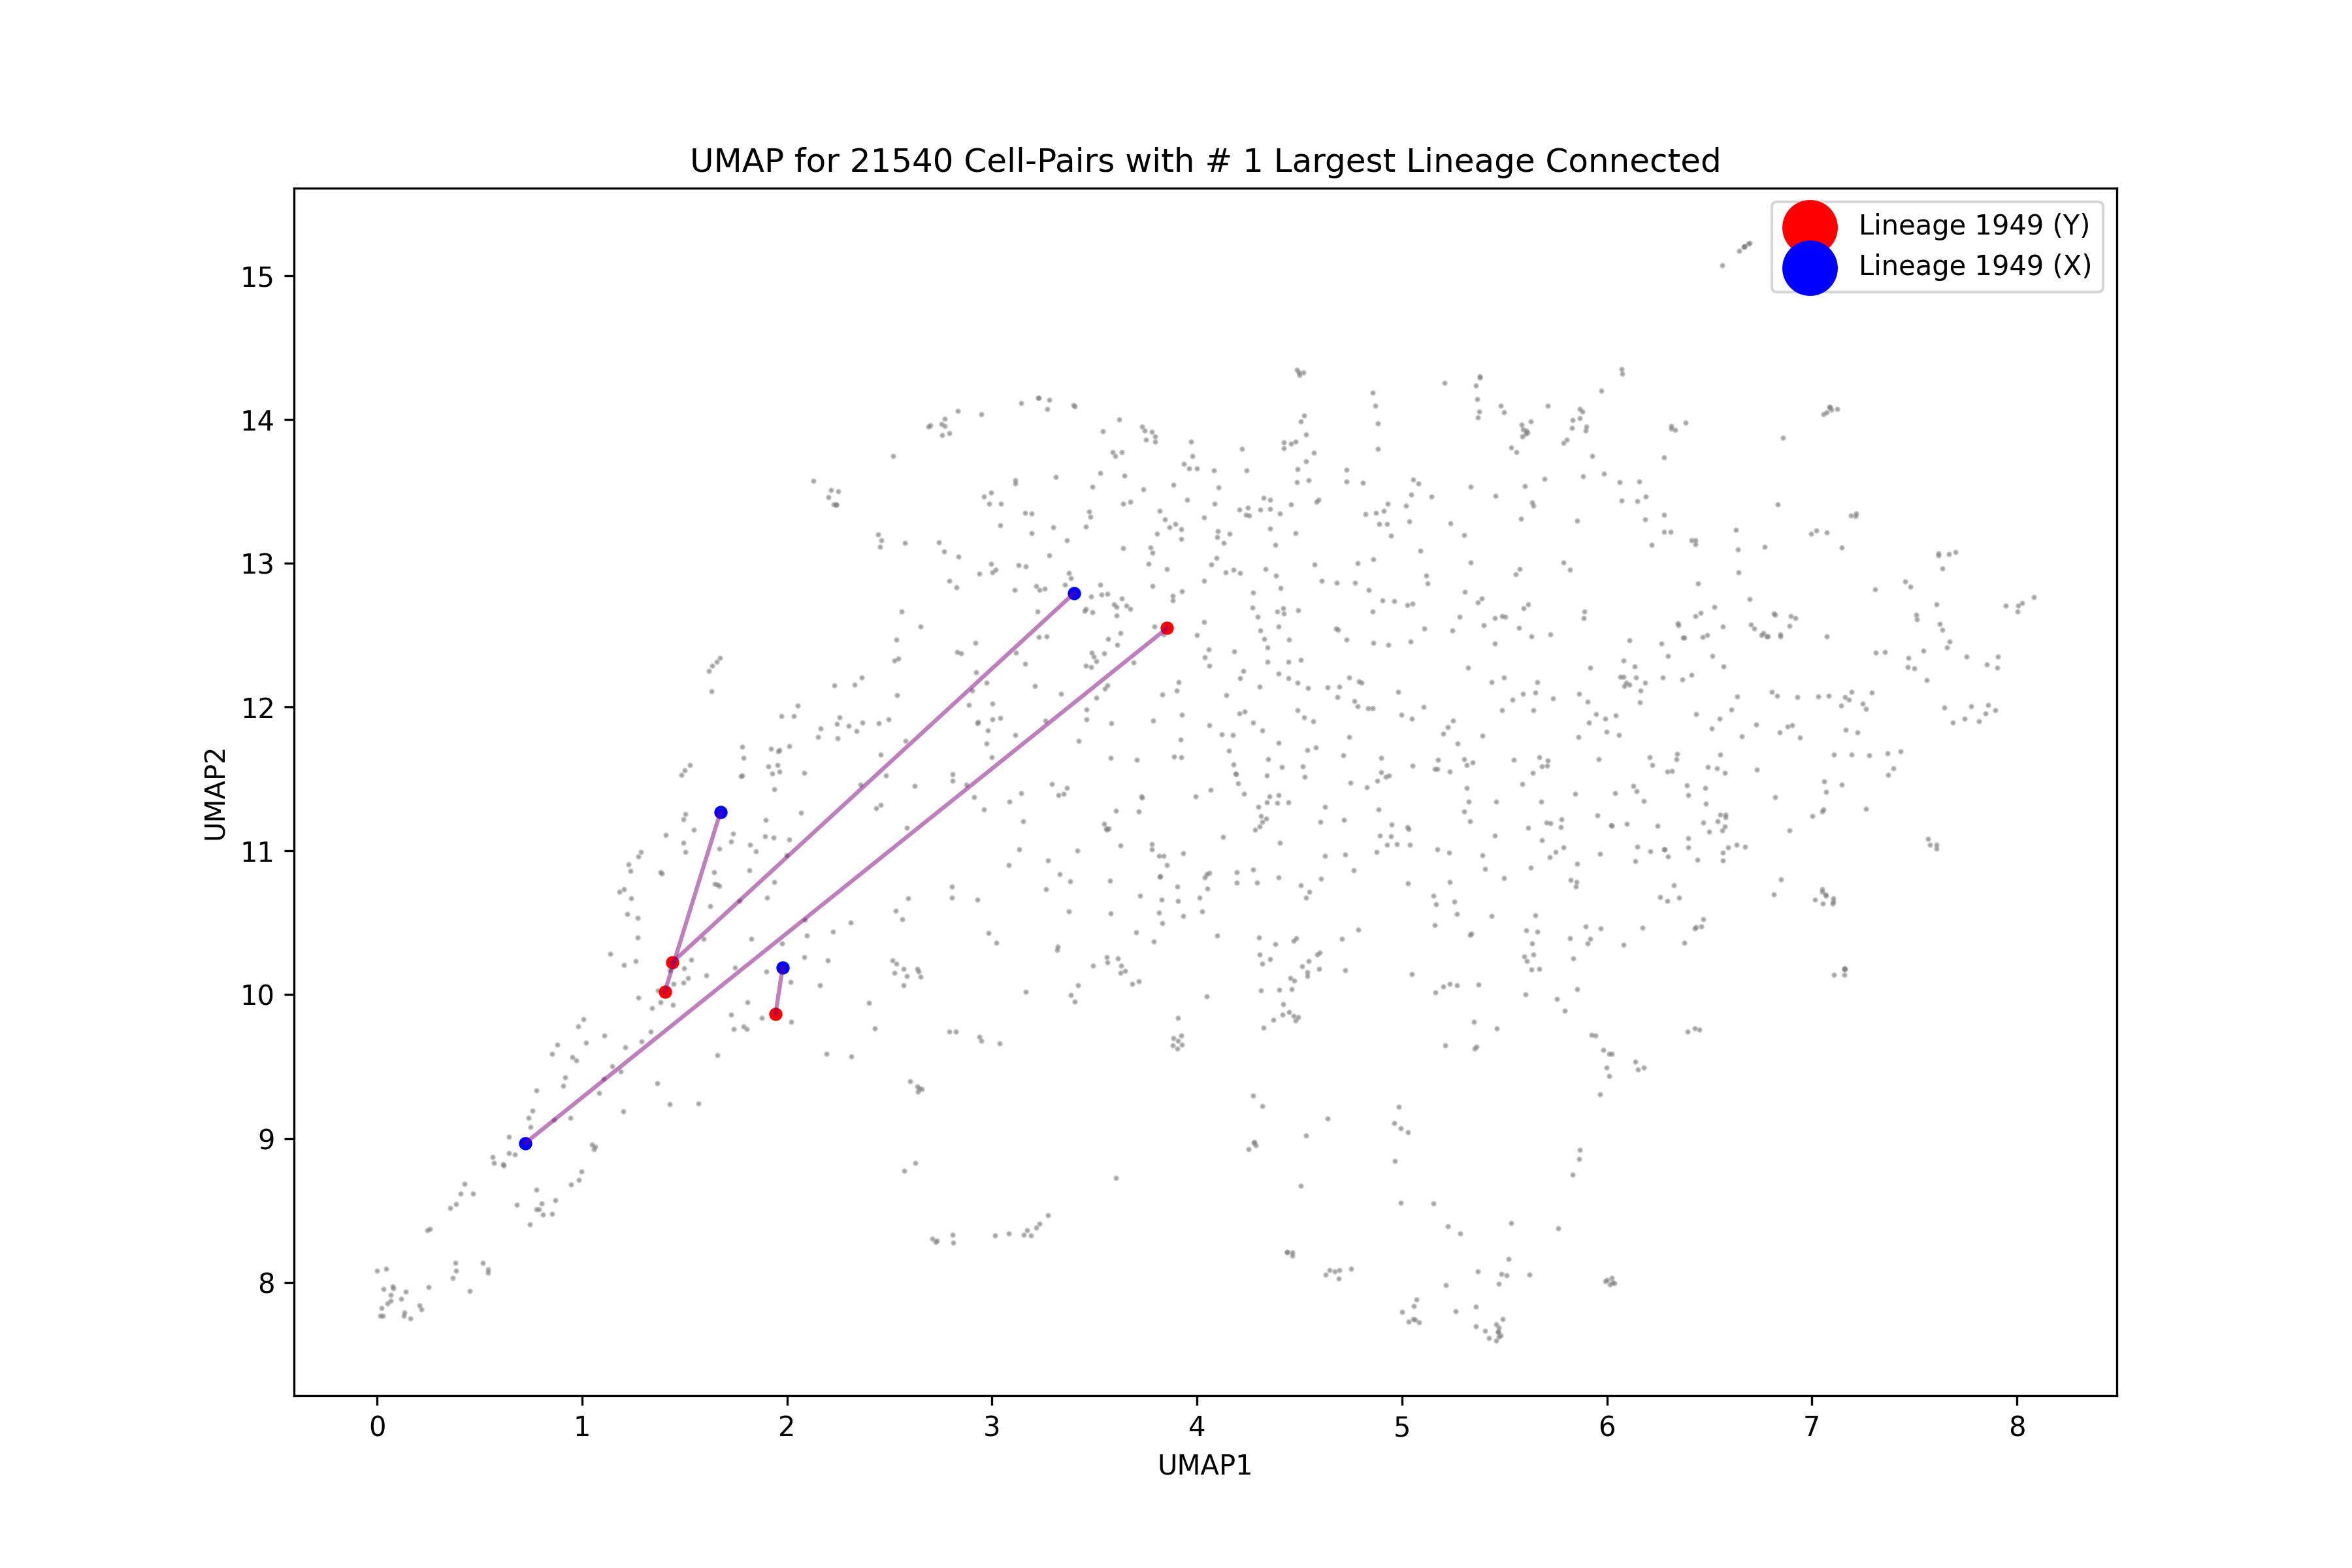 UMAP for 21540 Cell-Pairs with # 1 Largest Lineage Connected
Lineage 1949 (Y)
Lineage 1949 (X)
15
14
13
12
11
10
9
8
UMAP2
0 1 2 3 4 5 6 7 8
UMAP1